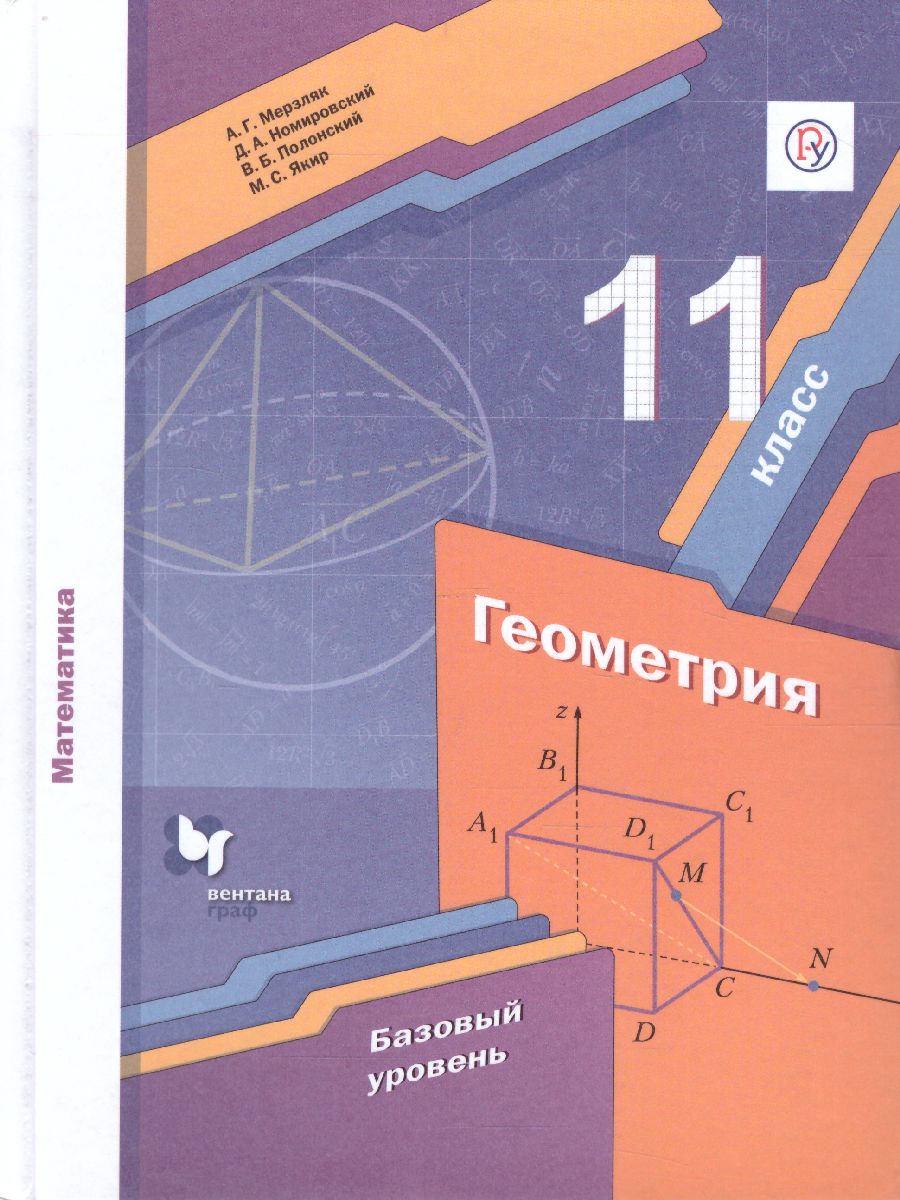 А. Г. Мерзляк
Д. А. Номировский
В. Б. Полонский
М. С. Якир
р-у
11
класс
Геометрия
Математика
z
B₁
C₁
A₁
D₁
M
N
C
D
вентана
граф
Базовый
уровень